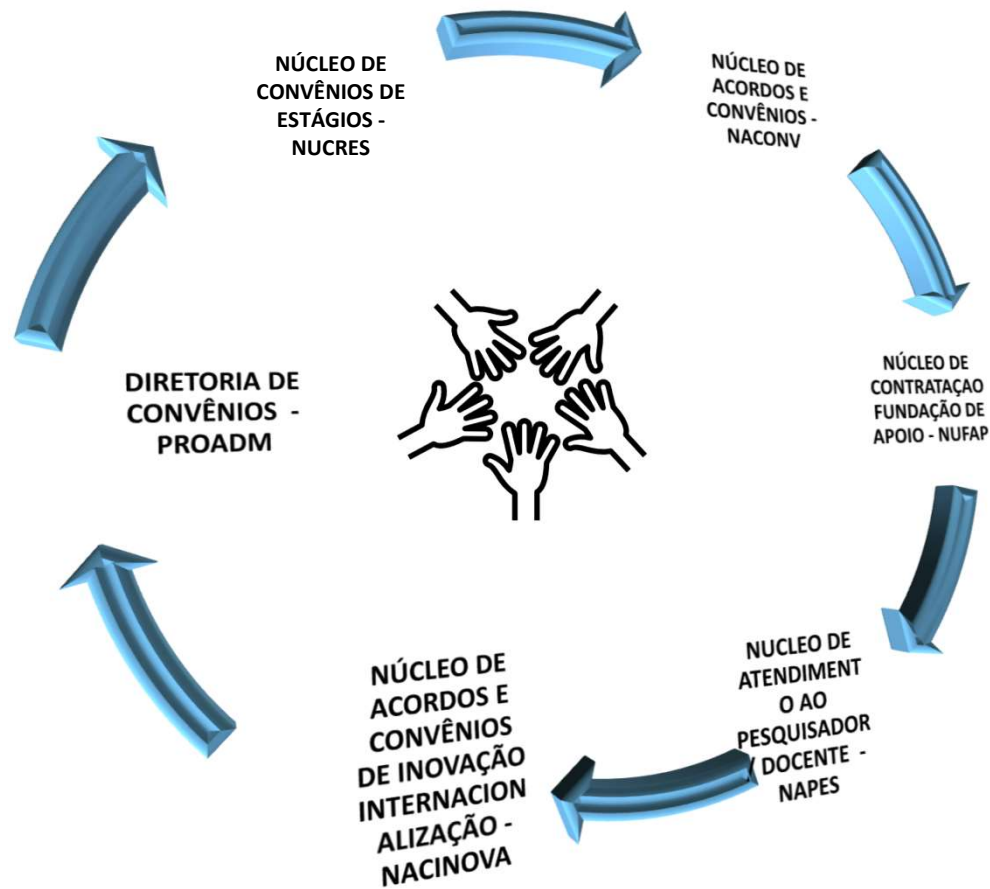 NÚCLEO DE
CONVÊNIOS DE
ESTÁGIOS -
NUCRES
NÚCLEO DE
ACORDOS E
CONVÊNIOS -
NACONV
NÚCLEO DE
CONTRATAÇAO
FUNDAÇÃO DE
APOIO - NUFAP
NUCLEO DE
ATENDIMENT
O AO
PESQUISADOR
/ DOCENTE -
NAPES
NÚCLEO DE
ACORDOS E
CONVÊNIOS
DE INOVAÇÃO
INTERNACION
ALIZAÇÃO -
NACINOVA
DIRETORIA DE
CONVÊNIOS -
PROADM